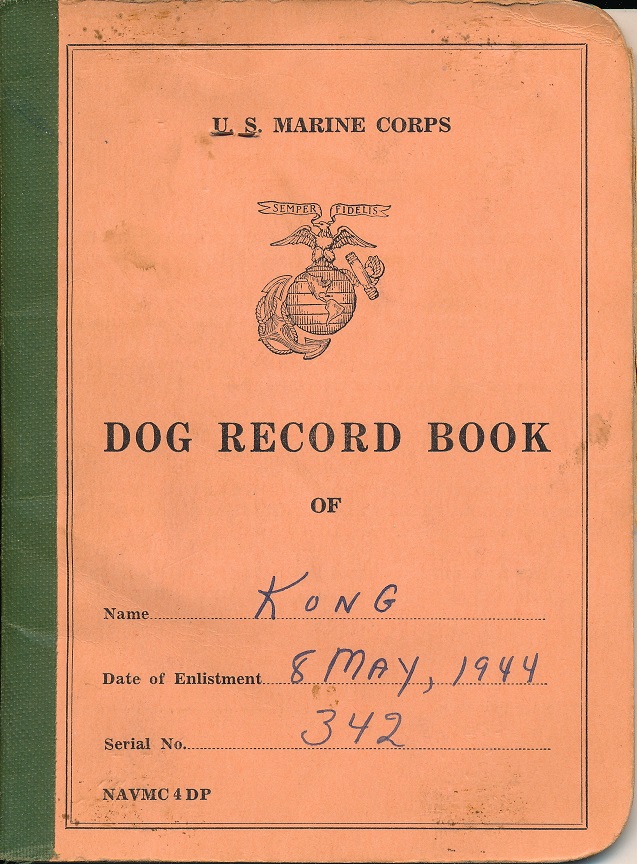 U. S. MARINE CORPS
SEMPER FIDELIS
DOG RECORD BOOK
OF
Name Kong
Date of Enlistment 8 MAY, 1944
Serial No. 342
NAVMC 4 DP